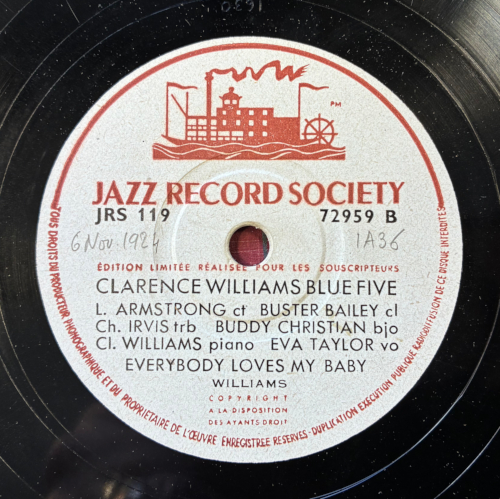 1630
PM
JAZZ RECORD SOCIETY
JRS 119 72959 B
6 Nov. 1924 1A36
ÉDITION LIMITÉE RÉALISÉE POUR LES SOUSCRIPTEURS
CLARENCE WILLIAMS BLUE FIVE
L. ARMSTRONG ct BUSTER BAILEY cl
Ch. IRVIS trb BUDDY CHRISTIAN bjo
Cl. WILLIAMS piano EVA TAYLOR vo
EVERYBODY LOVES MY BABY
WILLIAMS
COPYRIGHT
A LA DISPOSITION
DES AYANTS DROIT
TOUS DROITS DU PRODUCTEUR PHONOGRAPHIQUE ET DU PROPRIETAIRE DE L'ŒUVRE ENREGISTREE RESERVES - DUPLICATION EXECUTION PUBLIQUE RADIODIFFUSION DE CE DISQUE INTERDITES